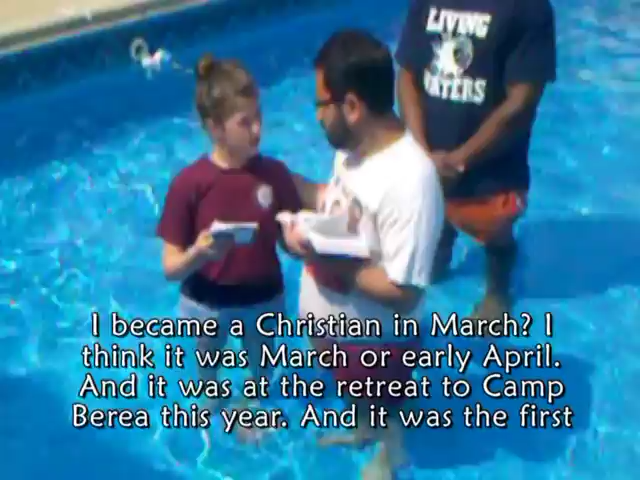 LIVING
WATERS
I became a Christian in March? I
think it was March or early April.
And it was at the retreat to Camp
Berea this year. And it was the first